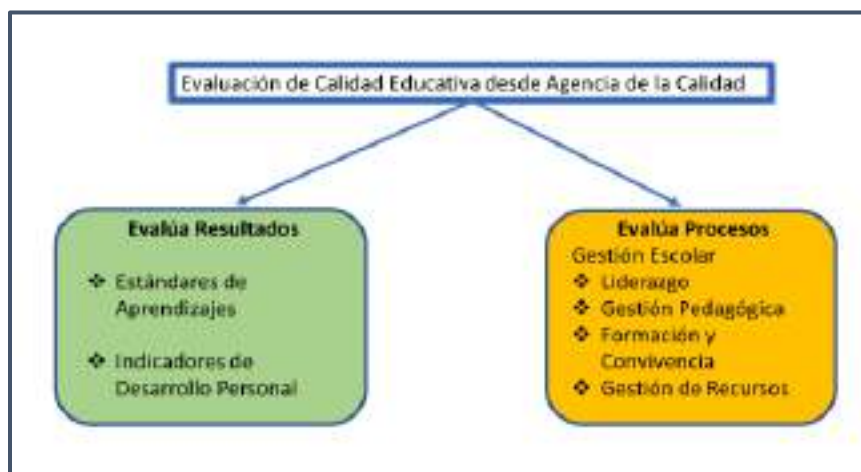 Evaluación de Calidad Educativa desde Agencia de la Calidad
Evalúa Resultados
❖ Estándares de
Aprendizajes
❖ Indicadores de
Desarrollo Personal
Evalúa Procesos
Gestión Escolar
❖ Liderazgo
❖ Gestión Pedagógica
❖ Formación y
Convivencia
❖ Gestión de Recursos